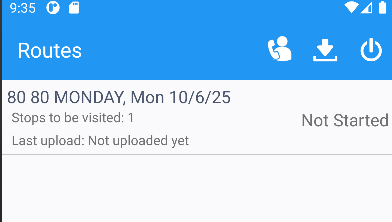 9:35
Routes
80 80 MONDAY, Mon 10/6/25
Stops to be visited: 1
Not Started
Last upload: Not uploaded yet